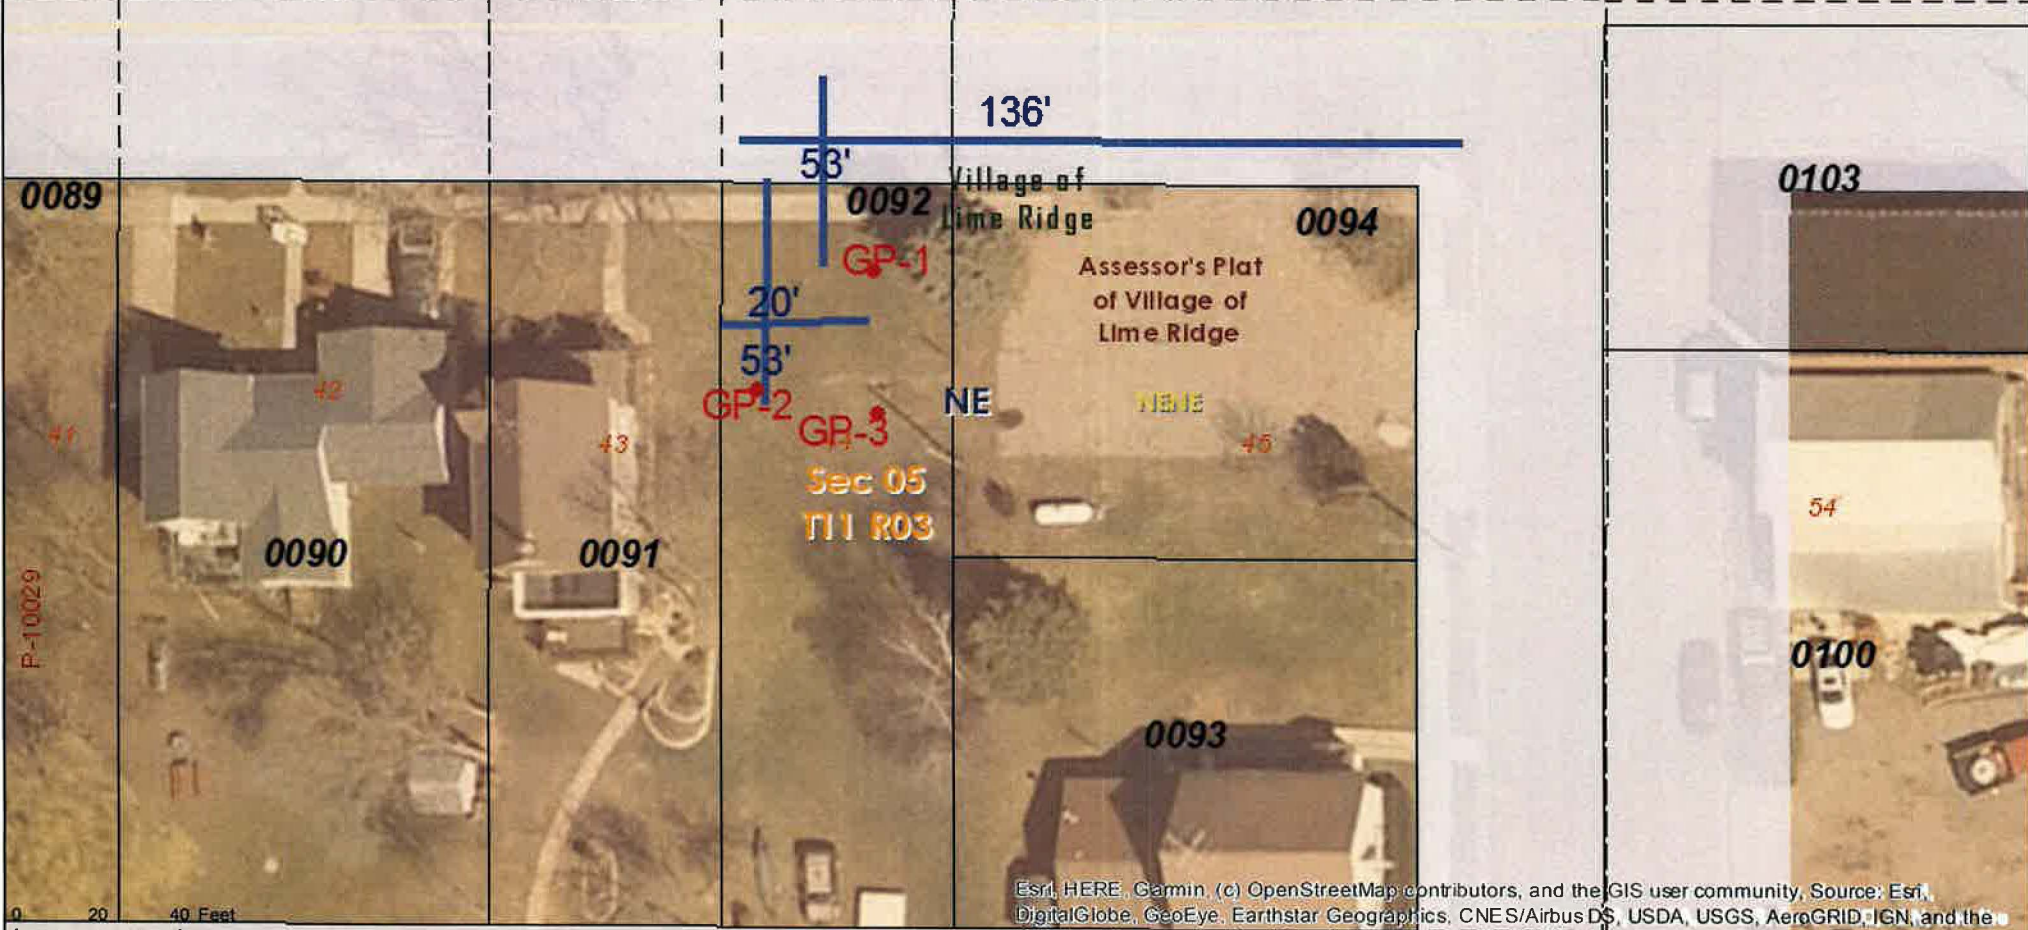 136'
53'
Village of
Lime Ridge
0089
0092
0094
0103
GP-1
Assessor's Plat
of Village of
Lime Ridge
20'
53'
42
GP-2
GP-3
NE
NENE
41
43
45
Sec 05
T11 R03
54
0090
0091
P-10029
0100
0093
Esri, HERE, Garmin, (c) OpenStreetMap contributors, and the GIS user community, Source: Esri,
DigitalGlobe, GeoEye, Earthstar Geographics, CNES/Airbus DS, USDA, USGS, AeroGRID, IGN, and the
0 20 40 Feet